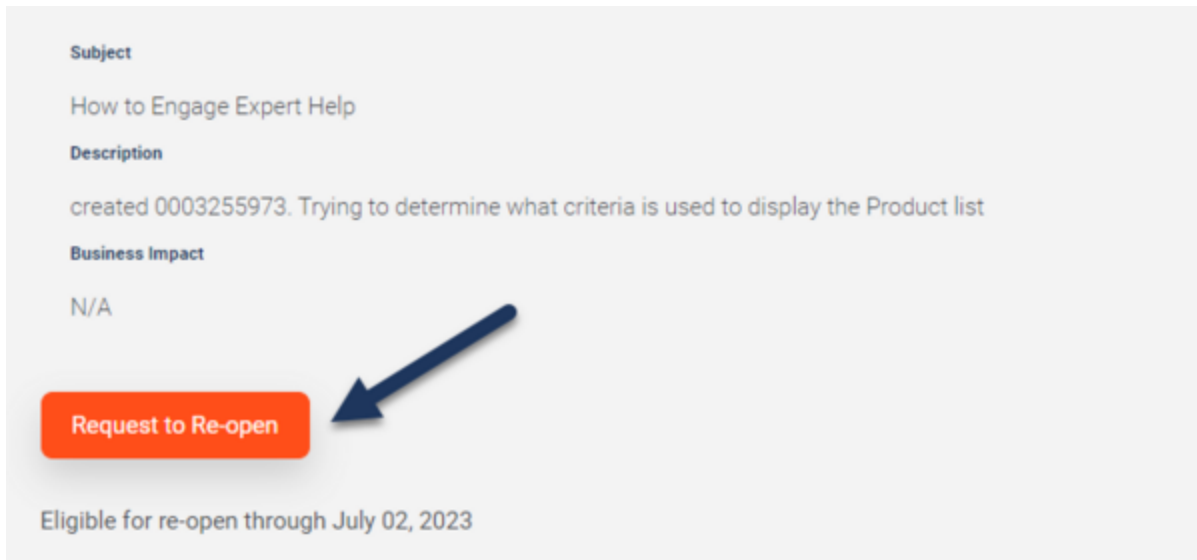 Subject
How to Engage Expert Help
Description
created 0003255973. Trying to determine what criteria is used to display the Product list
Business Impact
N/A
Request to Re-open
Eligible for re-open through July 02, 2023